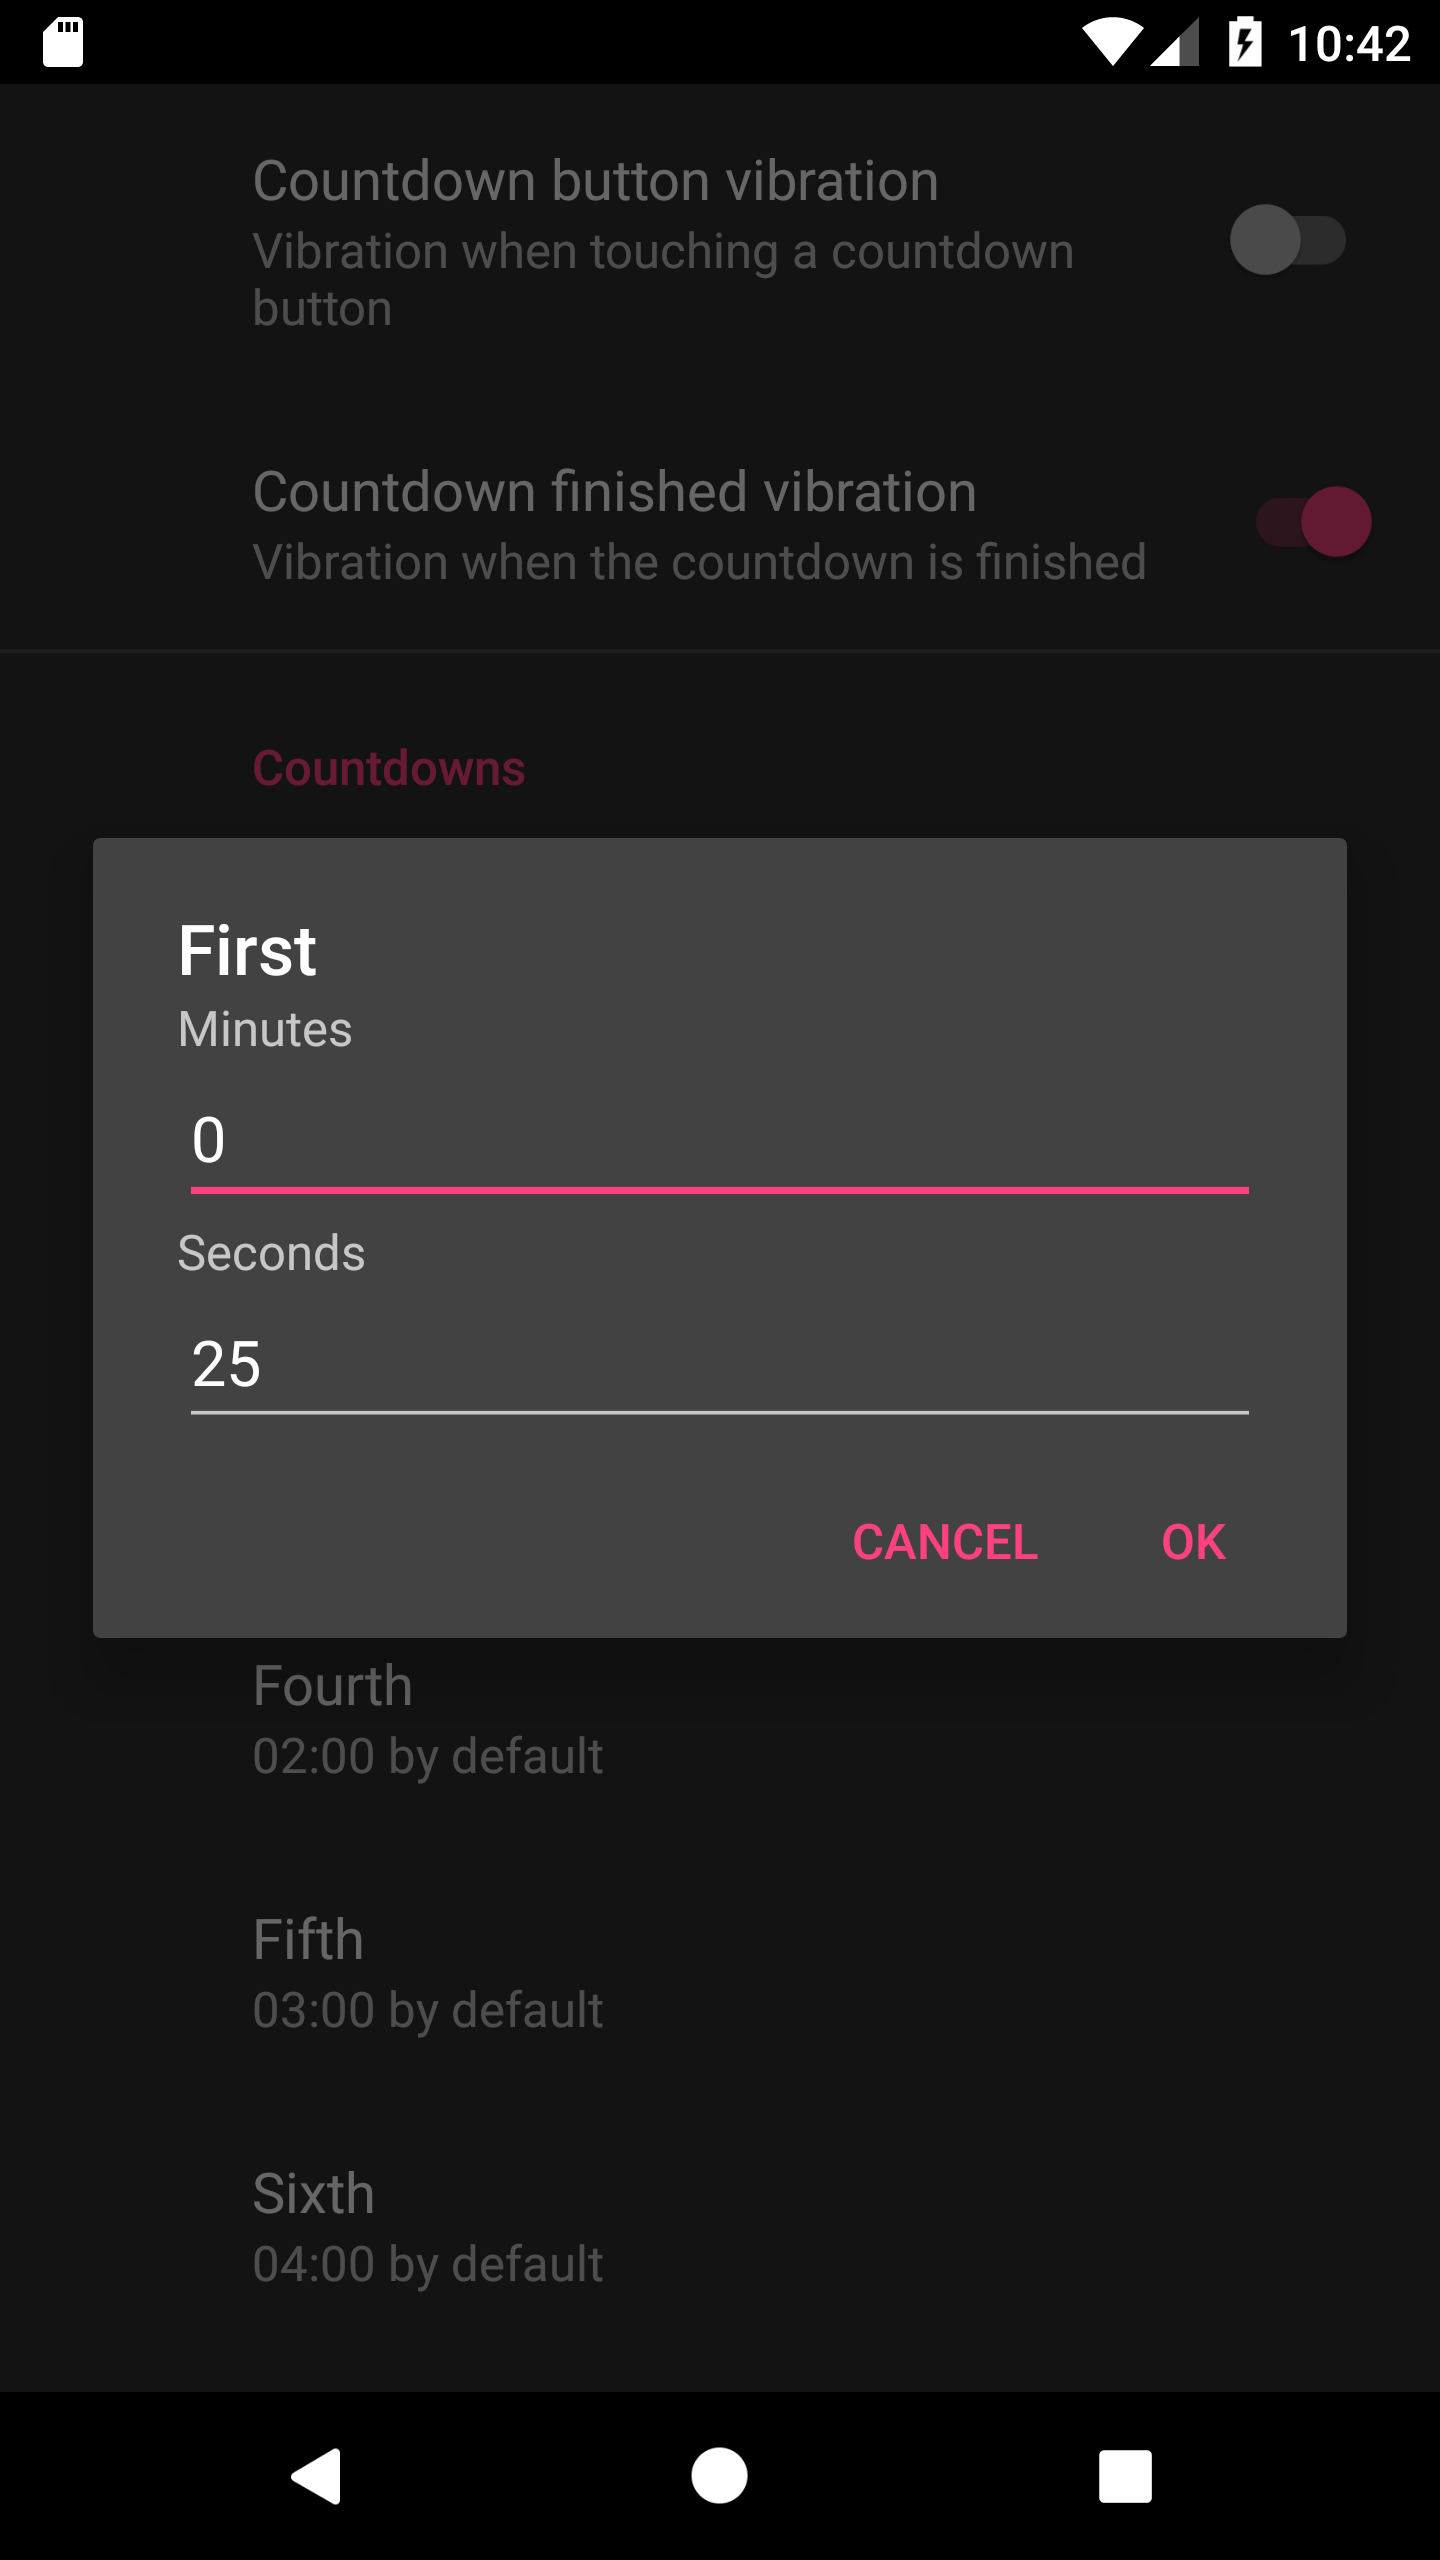 10:42
Countdown button vibration
Vibration when touching a countdown
button
Countdown finished vibration
Vibration when the countdown is finished
Countdowns
First
Minutes
0
Seconds
25
CANCEL OK
Fourth
02:00 by default
Fifth
03:00 by default
Sixth
04:00 by default